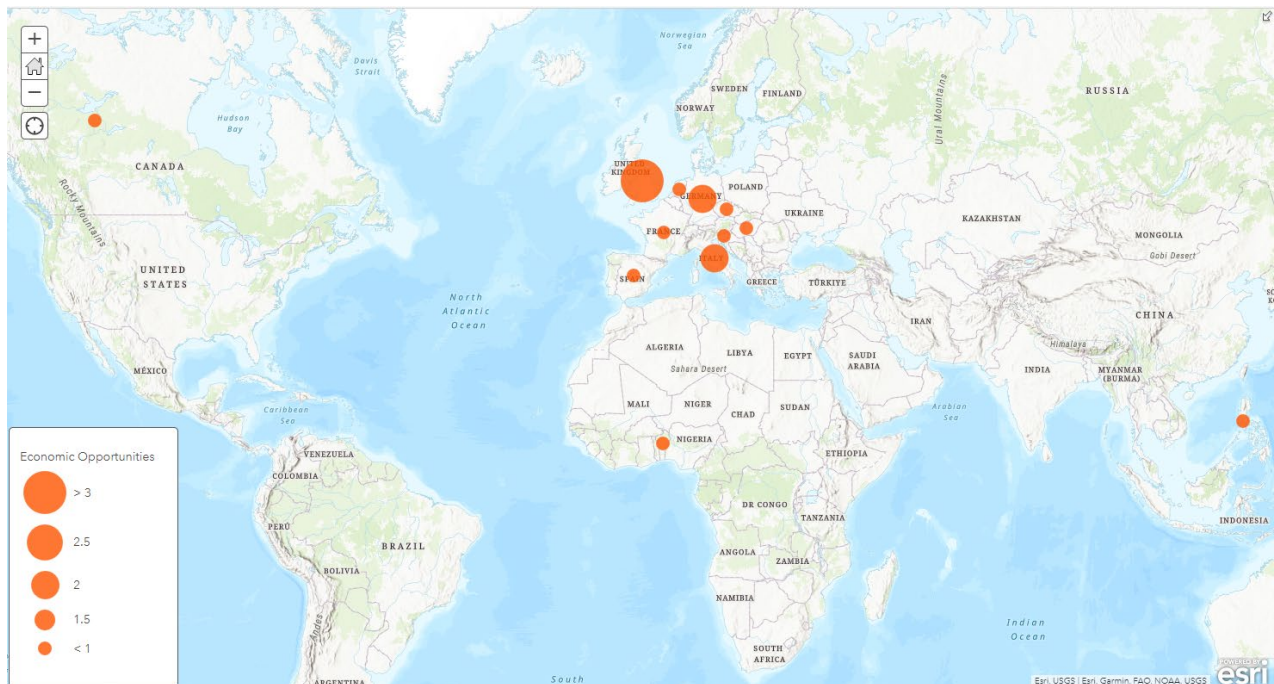 +
−
Norwegian
Sea
Davis
Strait
SWEDEN
FINLAND
NORWAY
RUSSIA
Ural Mountains
Hudson
Bay
CANADA
Rocky Mountains
UNITED
KINGDOM
GERMANY
POLAND
UKRAINE
KAZAKHSTAN
MONGOLIA
Gobi Desert
FRANCE
ITALY
SPAIN
GREECE
TÜRKIYE
UNITED
STATES
North
Atlantic
Ocean
IRAN
CHINA
Himalaya
ALGERIA
LIBYA
EGYPT
SAUDI
ARABIA
Sahara Desert
INDIA
MYANMAR
(BURMA)
MÉXICO
MALI
NIGER
CHAD
SUDAN
Caribbean
Sea
Arabian
Sea
NIGERIA
ETHIOPIA
VENEZUELA
COLOMBIA
DR CONGO
TANZANIA
INDONESIA
PERÚ
BRAZIL
BOLIVIA
ANGOLA
ZAMBIA
NAMIBIA
Andes
Indian
Ocean
SOUTH
AFRICA
ARGENTINA
South
Economic Opportunities
> 3
2.5
2
1.5
< 1
Esri, USGS | Esri, Garmin, FAO, NOAA, USGS
POWERED BY
esri